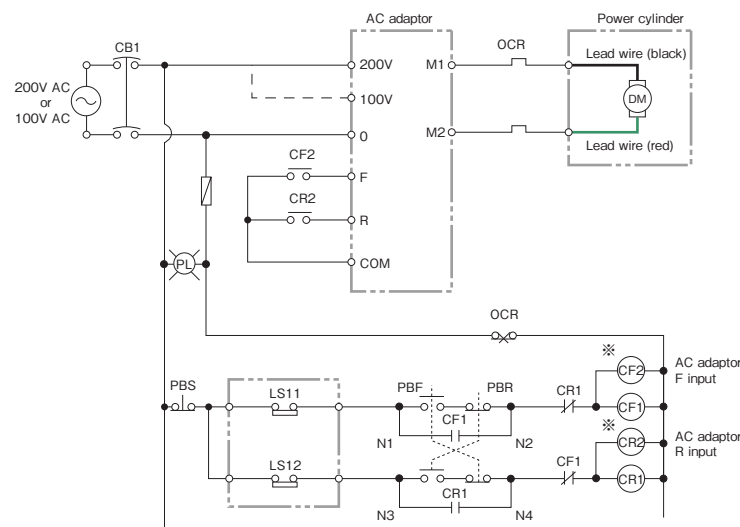 AC adaptor
Power cylinder
CB1
OCR
Lead wire (black)
200V
M1
200V AC
or
100V AC
100V
DM
0
M2
Lead wire (red)
CF2
F
CR2
R
PL
COM
OCR
※
CF2
AC adaptor
F input
PBS
LS11
PBF
PBR
CR1
CF1
CF1
N1
N2
※
CR2
AC adaptor
R input
LS12
CF1
CR1
CR1
N3
N4